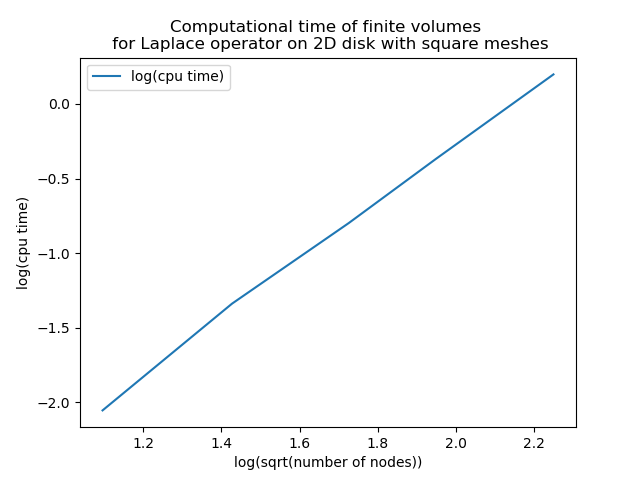 Computational time of finite volumes
for Laplace operator on 2D disk with square meshes
log(cpu time)
0.0
−0.5
−1.0
−1.5
−2.0
log(cpu time)
1.2 1.4 1.6 1.8 2.0 2.2
log(sqrt(number of nodes))